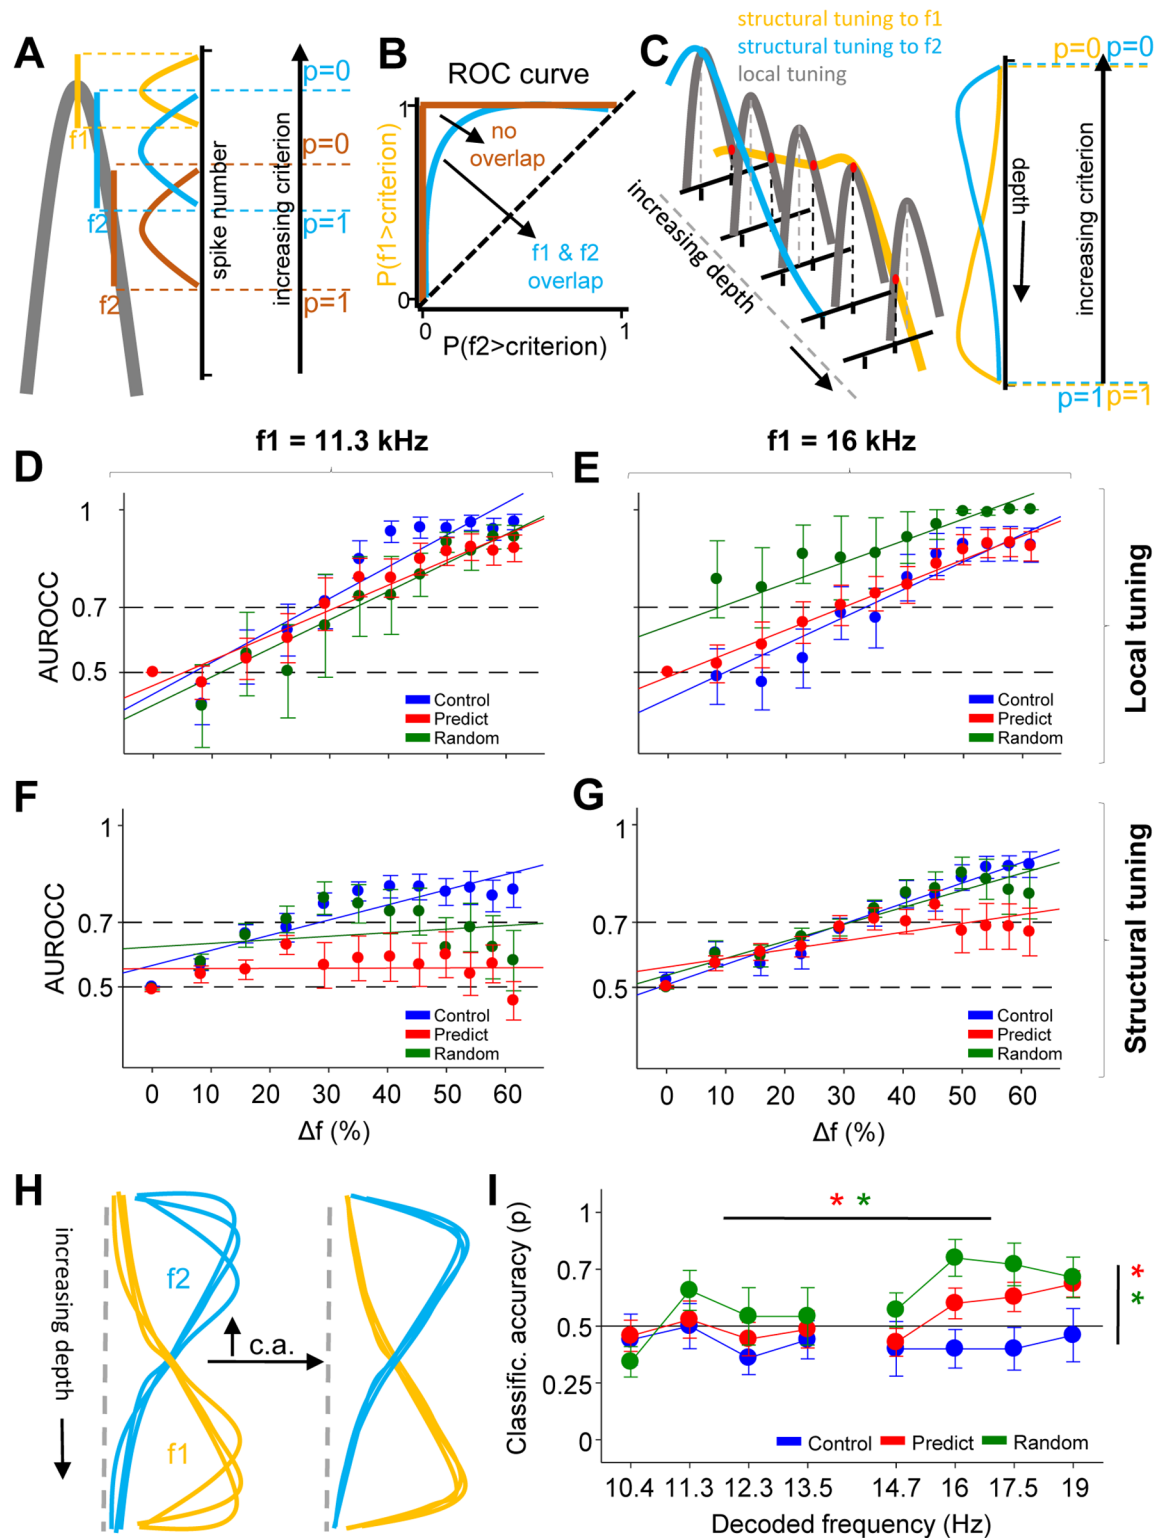 A
f1
f2
f2
spike number
increasing criterion
p=0
p=0
p=1
p=1
B
ROC curve
P(f1>criterion)
1
0
no
overlap
f1 & f2
overlap
0
1
P(f2>criterion)
C
structural tuning to f1
structural tuning to f2
local tuning
increasing depth
depth
increasing criterion
p=0 p=0
p=1 p=1
f1 = 11.3 kHz
f1 = 16 kHz
D
AUROCC
1
0.7
0.5
Control
Predict
Random
E
1
0.7
0.5
Control
Predict
Random
Local tuning
F
AUROCC
1
0.7
0.5
Control
Predict
Random
0 10 20 30 40 50 60
Δf (%)
G
1
0.7
0.5
Control
Predict
Random
0 10 20 30 40 50 60
Δf (%)
Structural tuning
H
increasing depth
f2
f1
c.a.
I
Classific. accuracy (p)
1
0.7
0.5
0.25
0
* *
* *
Control Predict Random
10.4 11.3 12.3 13.5 14.7 16 17.5 19
Decoded frequency (Hz)